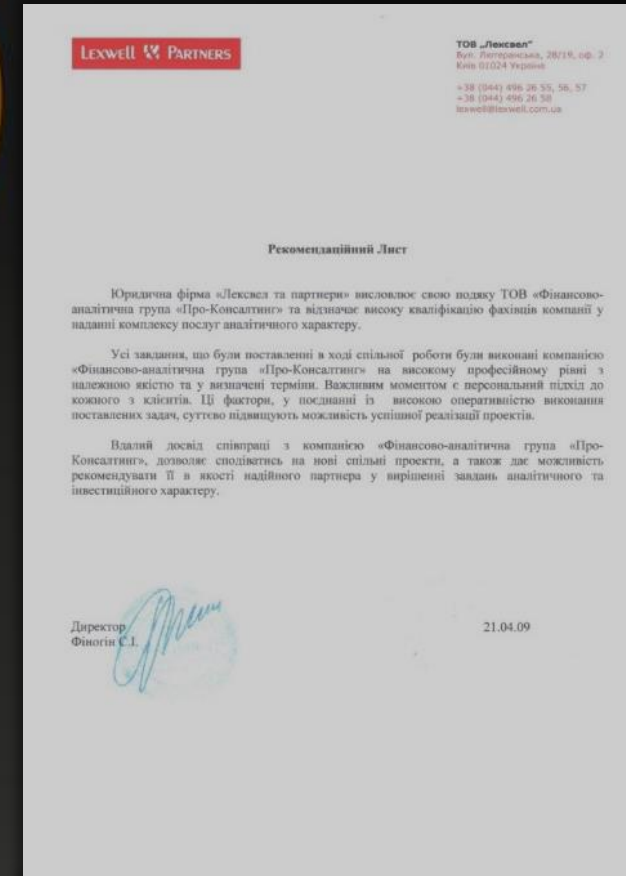 LEXWELL & PARTNERS
ТОВ „Лексвел"
Вул. Лютеранська, 28/19, оф. 2
Київ 01024 Україна
+38 (044) 496 26 55, 56, 57
+38 (044) 496 26 58
lexwell@lexwell.com.ua
Рекомендаційний Лист
Юридична фірма «Лексвел та партнери» висловлює свою подяку ТОВ «Фінансово-
аналітична група «Про-Консалтинг» та відзначає високу кваліфікацію фахівців компанії у
наданні комплексу послуг аналітичного характеру.
Усі завдання, що були поставленні в ході спільної роботи були виконані компанією
«Фінансово-аналітична група «Про-Консалтинг» на високому професійному рівні з
належною якістю та у визначені терміни. Важливим моментом є персональний підхід до
кожного з клієнтів. Ці фактори, у поєднанні із високою оперативністю виконання
поставлених задач, суттєво підвищують можливість успішної реалізації проектів.
Вдалий досвід співпраці з компанією «Фінансово-аналітична група «Про-
Консалтинг», дозволяє сподіватись на нові спільні проекти, а також дає можливість
рекомендувати її в якості надійного партнера у вирішенні завдань аналітичного та
інвестиційного характеру.
Директор
Фіногін С.І.
21.04.09